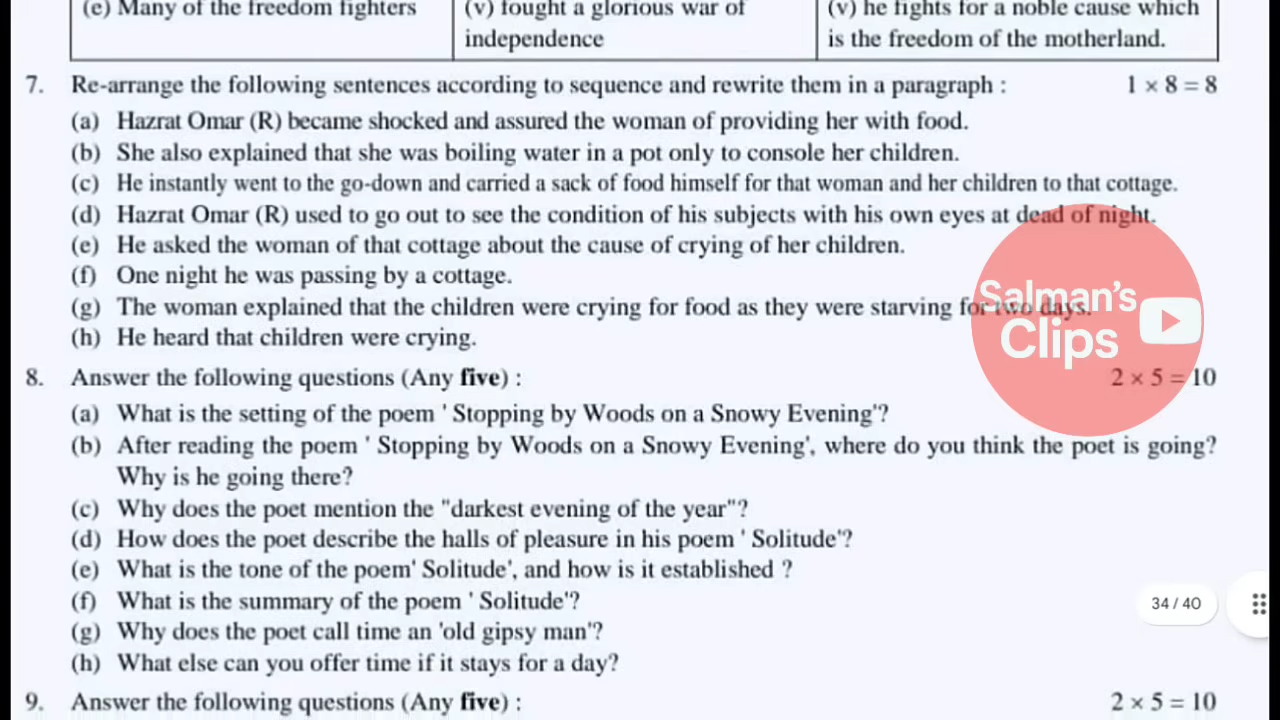 (e) Many of the freedom fighters (v) fought a glorious war of independence (v) he fights for a noble cause which is the freedom of the motherland.
7. Re-arrange the following sentences according to sequence and rewrite them in a paragraph : 1 × 8 = 8
(a) Hazrat Omar (R) became shocked and assured the woman of providing her with food.
(b) She also explained that she was boiling water in a pot only to console her children.
(c) He instantly went to the go-down and carried a sack of food himself for that woman and her children to that cottage.
(d) Hazrat Omar (R) used to go out to see the condition of his subjects with his own eyes at dead of night.
(e) He asked the woman of that cottage about the cause of crying of her children.
(f) One night he was passing by a cottage.
(g) The woman explained that the children were crying for food as they were starving for two days.
(h) He heard that children were crying.
Salman's
Clips
8. Answer the following questions (Any five) : 2 × 5 = 10
(a) What is the setting of the poem ' Stopping by Woods on a Snowy Evening'?
(b) After reading the poem ' Stopping by Woods on a Snowy Evening', where do you think the poet is going?
Why is he going there?
(c) Why does the poet mention the "darkest evening of the year"?
(d) How does the poet describe the halls of pleasure in his poem ' Solitude'?
(e) What is the tone of the poem' Solitude', and how is it established ?
(f) What is the summary of the poem ' Solitude'?
34 / 40
(g) Why does the poet call time an 'old gipsy man'?
(h) What else can you offer time if it stays for a day?
9. Answer the following questions (Any five) : 2 × 5 = 10